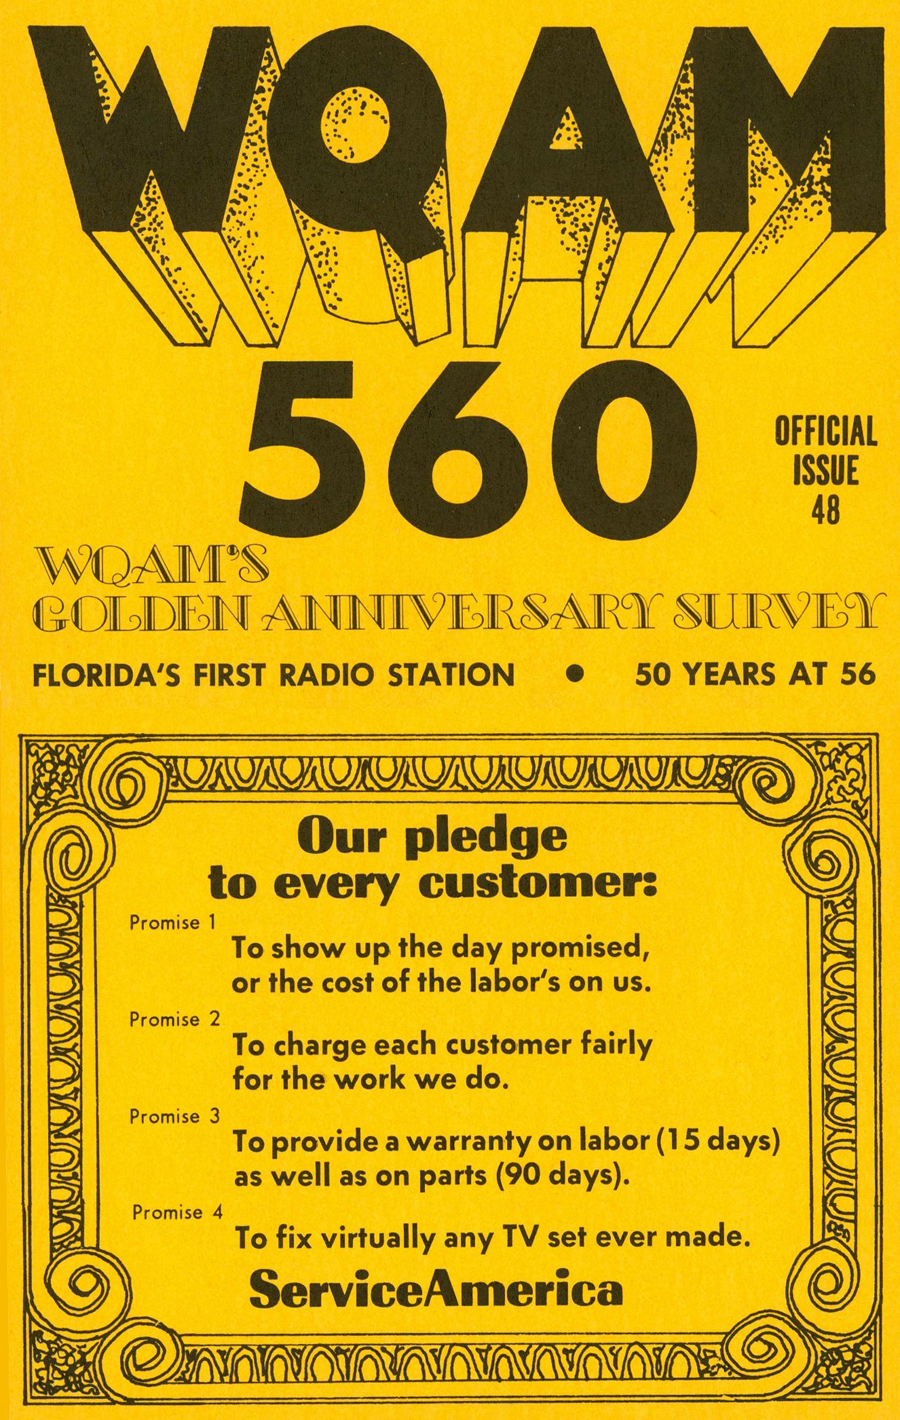 WQAM
560
OFFICIAL
ISSUE
48
WQAM'S
GOLDEN ANNIVERSARY SURVEY
FLORIDA'S FIRST RADIO STATION • 50 YEARS AT 56
Our pledge
to every customer:
Promise 1
To show up the day promised,
or the cost of the labor's on us.
Promise 2
To charge each customer fairly
for the work we do.
Promise 3
To provide a warranty on labor (15 days)
as well as on parts (90 days).
Promise 4
To fix virtually any TV set ever made.
ServiceAmerica